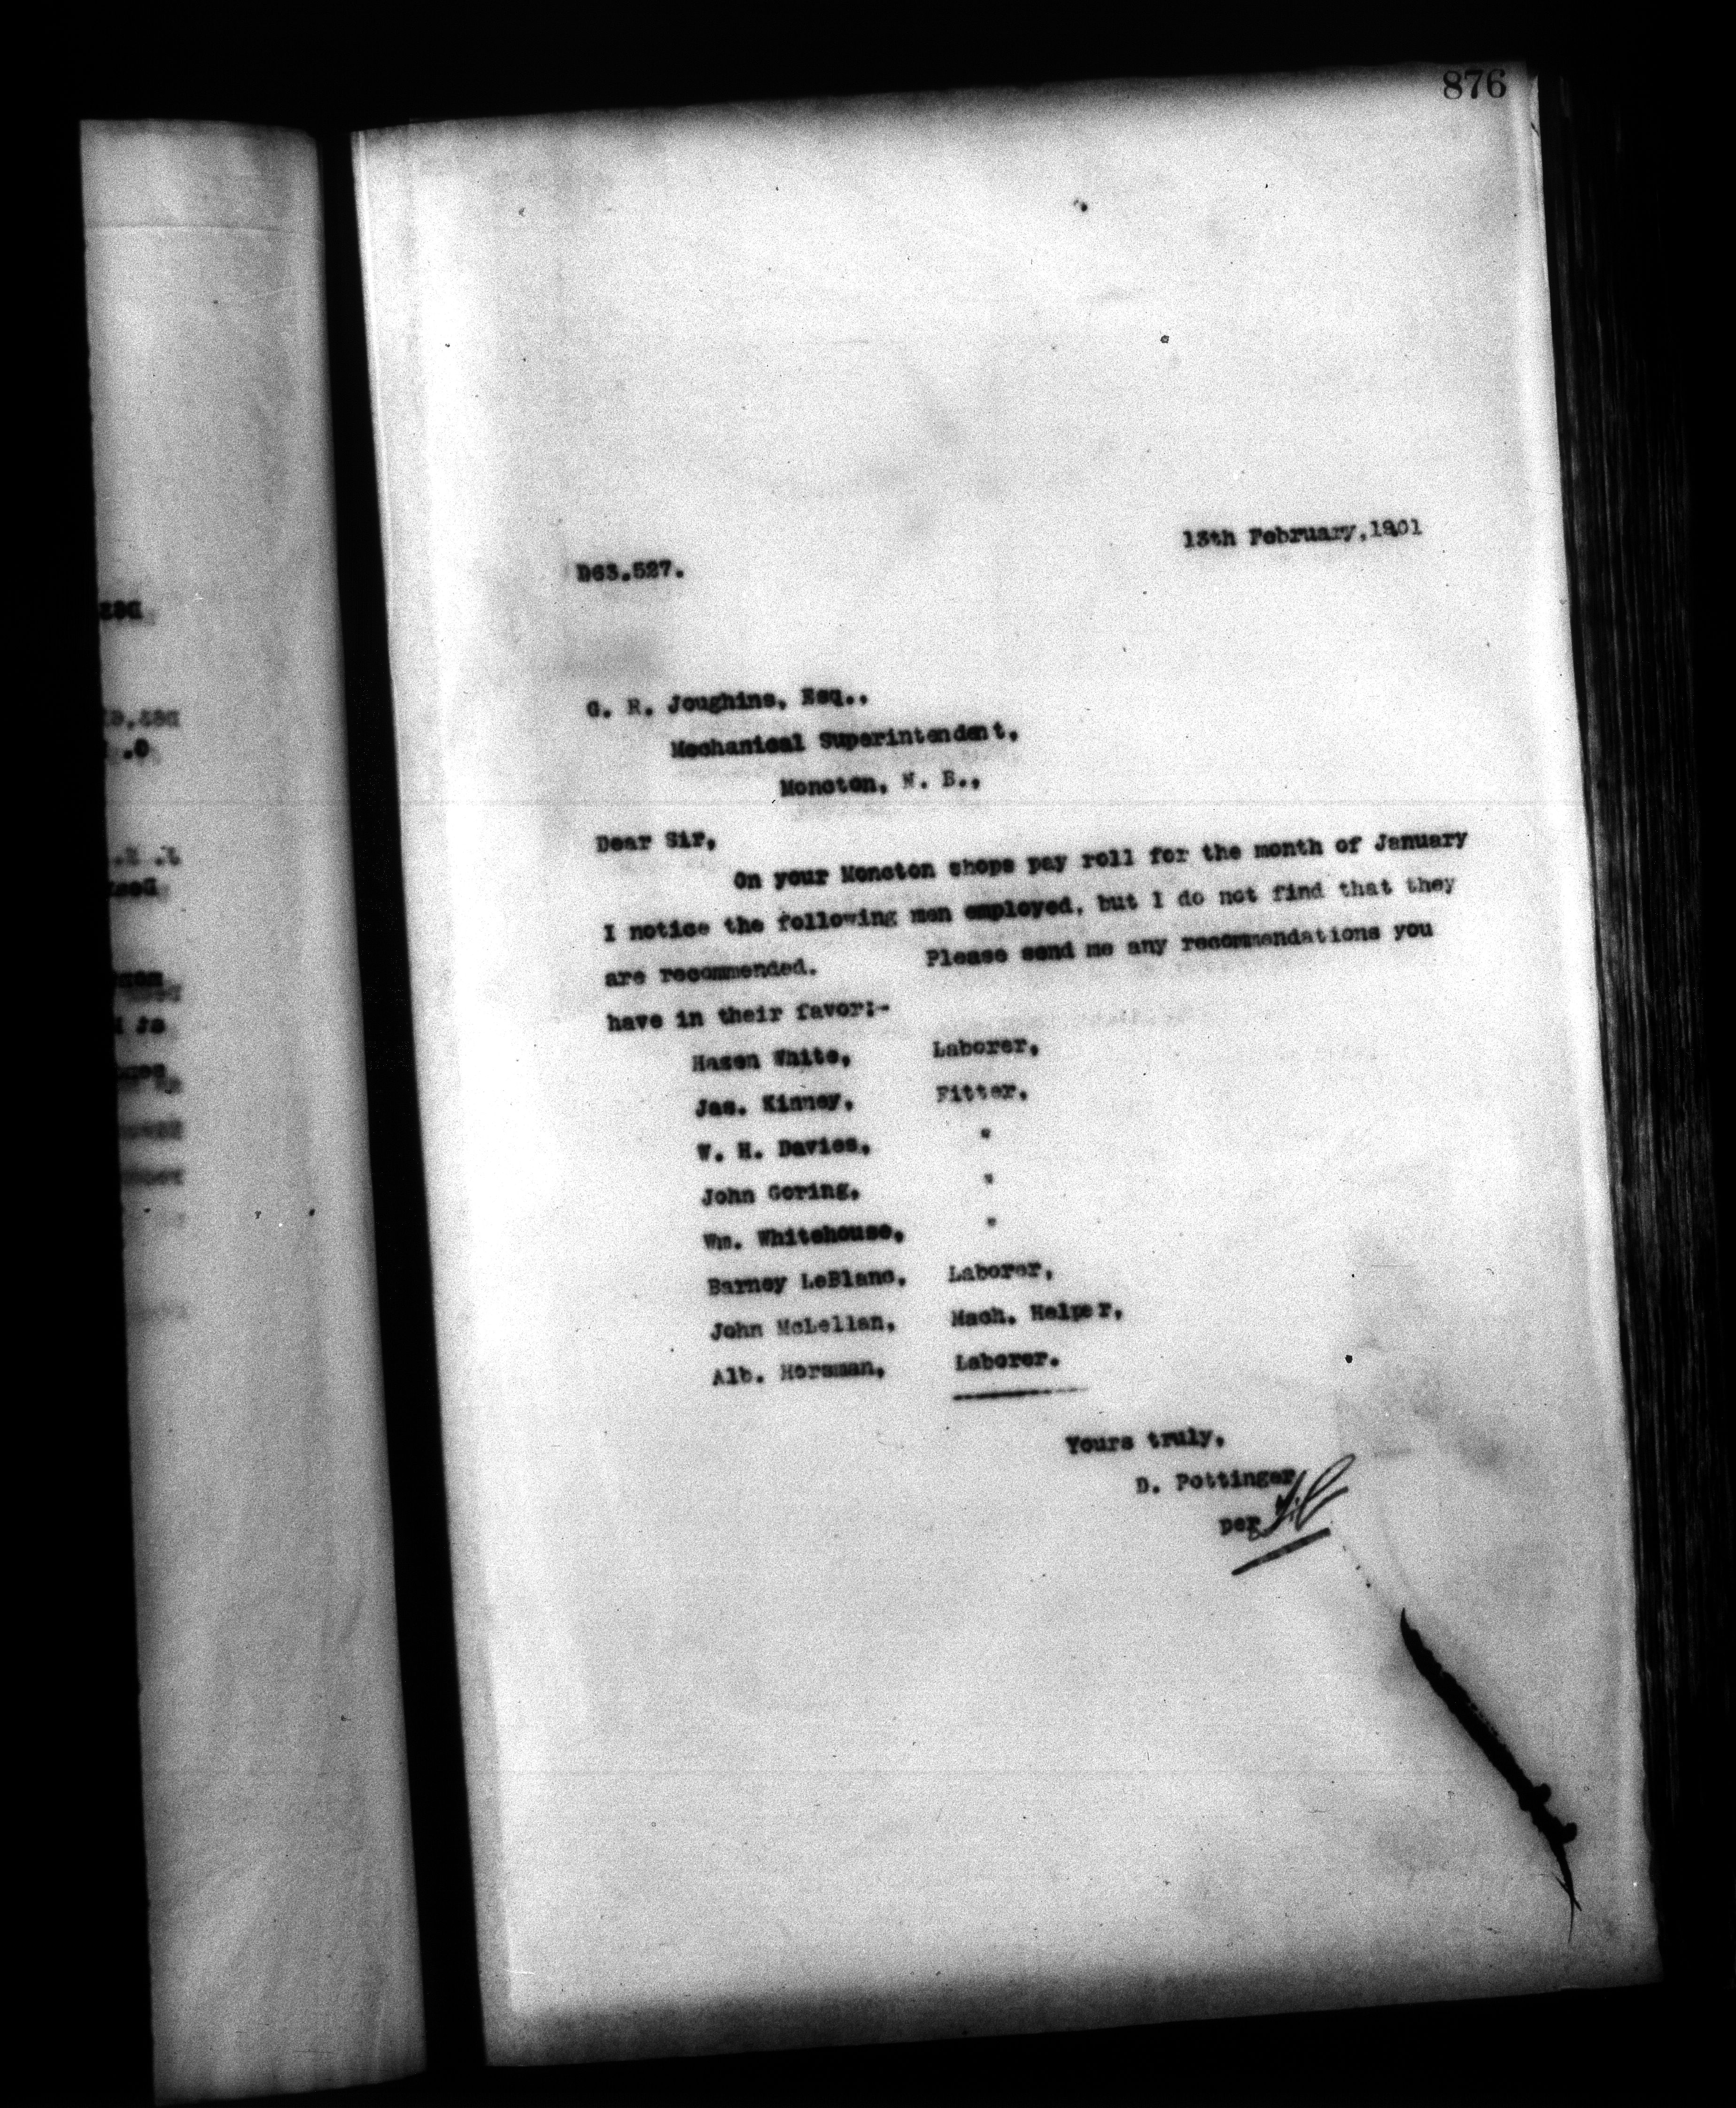 876
13th February, 1901
D63.527.
G. R. Joughins, Esq.,
Mechanical Superintendent,
Moncton, N. B.,
Dear Sir,
On your Moncton shops pay roll for the month of January
I notice the following men employed, but I do not find that they
are recommended. Please send me any recommendations you
have in their favor:-
Hazen White, Laborer,
Jas. Kinney, Fitter,
W. H. Davies, "
John Goring, "
Wm. Whitehouse, "
Barney LeBlanc, Laborer,
John McLellan, Mach. Helper,
Alb. Horsman, Laborer.
Yours truly,
D. Pottinger
per